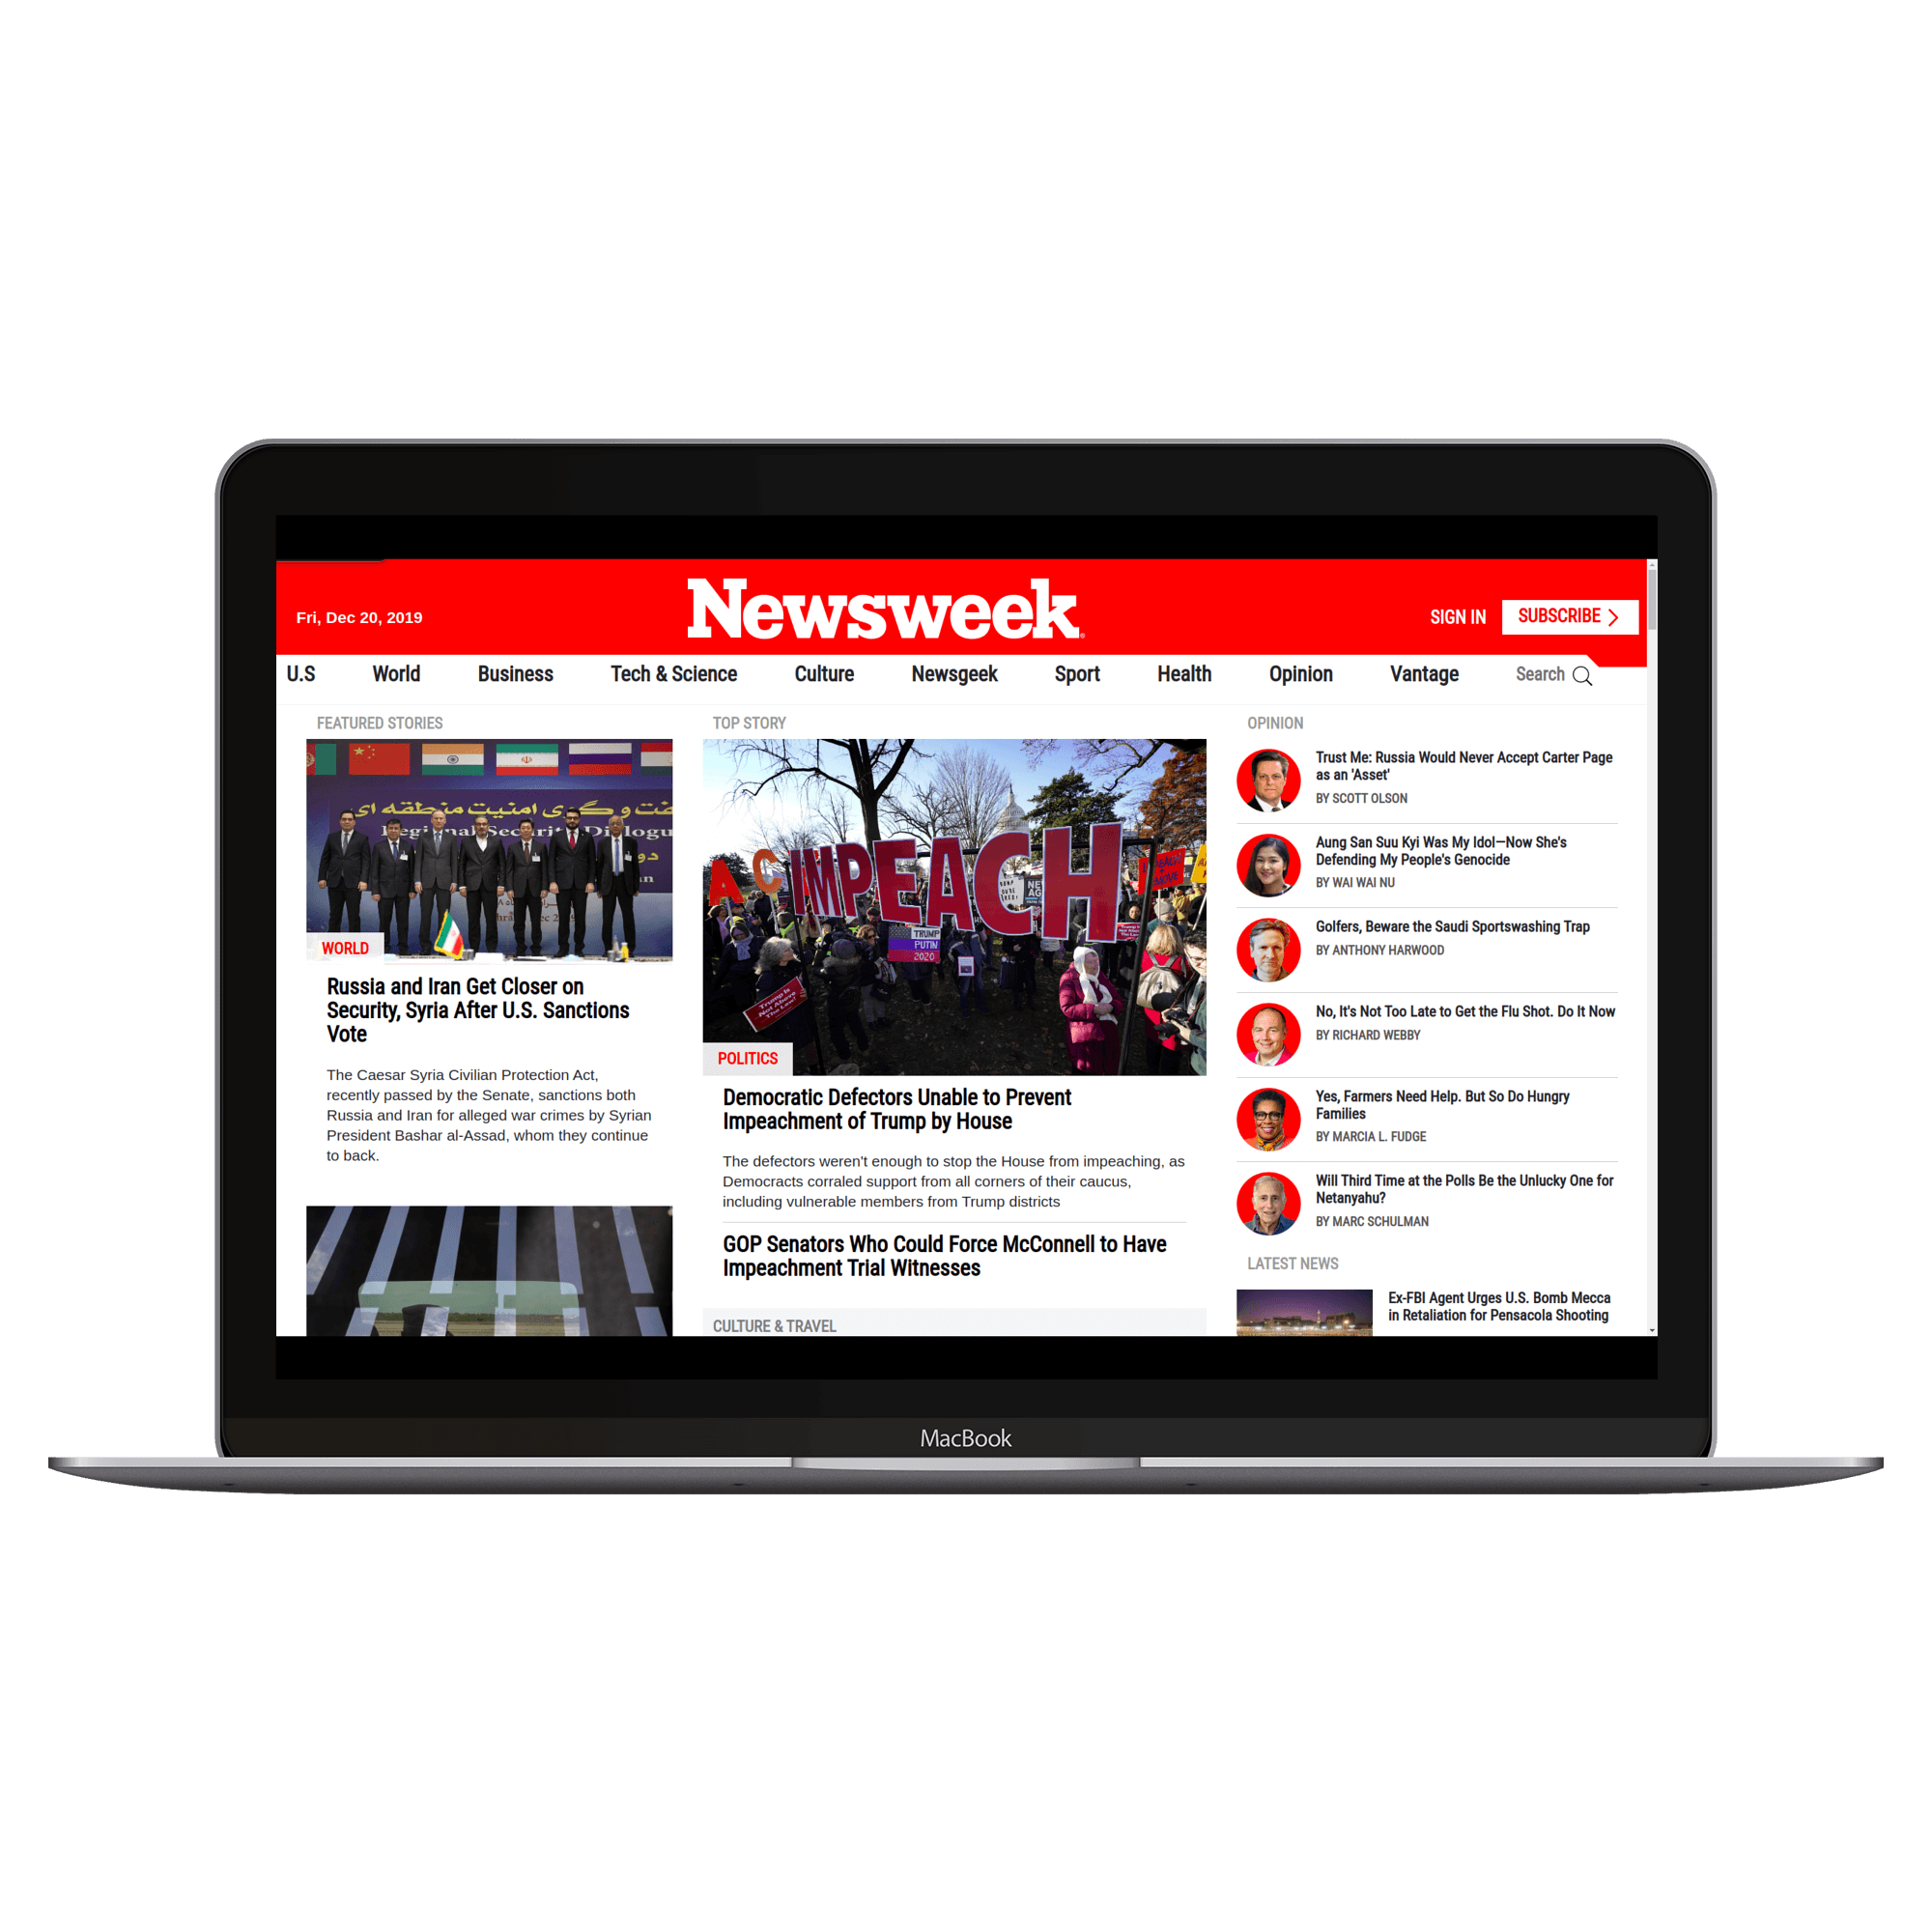 Fri, Dec 20, 2019
Newsweek
SIGN IN
SUBSCRIBE
U.S
World
Business
Tech & Science
Culture
Newsgeek
Sport
Health
Opinion
Vantage
Search
FEATURED STORIES
امنیت منطقه ای
WORLD
Russia and Iran Get Closer on
Security, Syria After U.S. Sanctions
Vote
The Caesar Syria Civilian Protection Act,
recently passed by the Senate, sanctions both
Russia and Iran for alleged war crimes by Syrian
President Bashar al-Assad, whom they continue
to back.
TOP STORY
IMPEACH
TRUMP
PUTIN
2020
Trump Is
Not Above
The Law
POLITICS
Democratic Defectors Unable to Prevent
Impeachment of Trump by House
The defectors weren't enough to stop the House from impeaching, as
Democracts corraled support from all corners of their caucus,
including vulnerable members from Trump districts
GOP Senators Who Could Force McConnell to Have
Impeachment Trial Witnesses
CULTURE & TRAVEL
OPINION
Trust Me: Russia Would Never Accept Carter Page
as an 'Asset'
BY SCOTT OLSON
Aung San Suu Kyi Was My Idol—Now She's
Defending My People's Genocide
BY WAI WAI NU
Golfers, Beware the Saudi Sportswashing Trap
BY ANTHONY HARWOOD
No, It's Not Too Late to Get the Flu Shot. Do It Now
BY RICHARD WEBBY
Yes, Farmers Need Help. But So Do Hungry
Families
BY MARCIA L. FUDGE
Will Third Time at the Polls Be the Unlucky One for
Netanyahu?
BY MARC SCHULMAN
LATEST NEWS
Ex-FBI Agent Urges U.S. Bomb Mecca
in Retaliation for Pensacola Shooting
MacBook